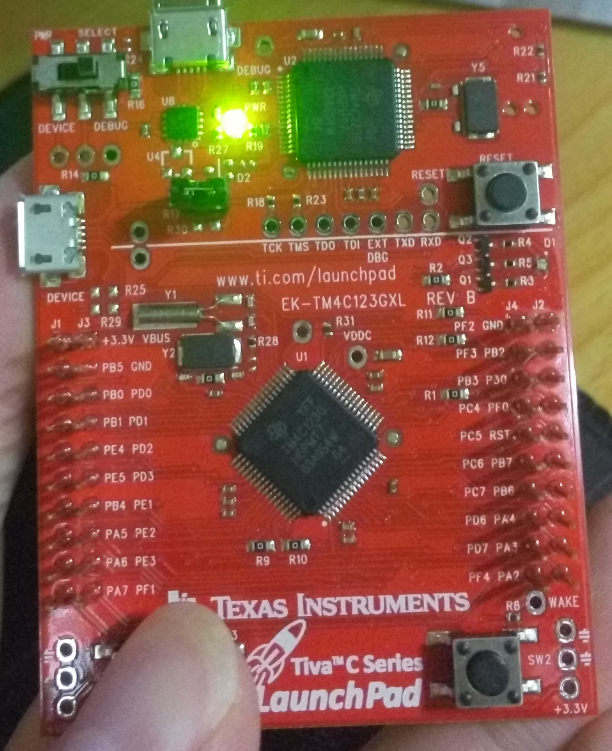 PWR SELECT
R24
R16
DEVICE DEBUG
R14
U8
U4
R27
PWR
R19
D2
R17
R30
DEBUG
U2
R22
R21
Y5
RESET
RESET
R18 R23
TCK TMS TDO TDI EXT DBG TXD RXD
Q2 R4 D1
Q3 R5
Q1 R3
R2
www.ti.com/launchpad
EK-TM4C123GXL REV B
DEVICE
R25
R29
Y1
Y2
R28
R31
VDDC
U1
R11
R12
R1
J1 J3
+3.3V VBUS
PB5 GND
PB0 PD0
PB1 PD1
PE4 PD2
PE5 PD3
PB4 PE1
PA5 PE2
PA6 PE3
PA7 PF1
J4 J2
PF2 GND
PF3 PB2
PB3 P30
PC4 PF0
PC5 RST
PC6 PB7
PC7 PB6
PD6 PA4
PD7 PA3
PF4 PA2
R9 R10
TEXAS INSTRUMENTS
Tiva™ C Series
LaunchPad
R8
WAKE
SW2
+3.3V